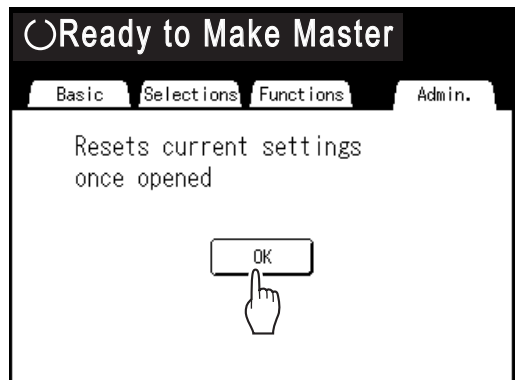 Ready to Make Master
Basic Selections Functions Admin.
Resets current settings
once opened
OK